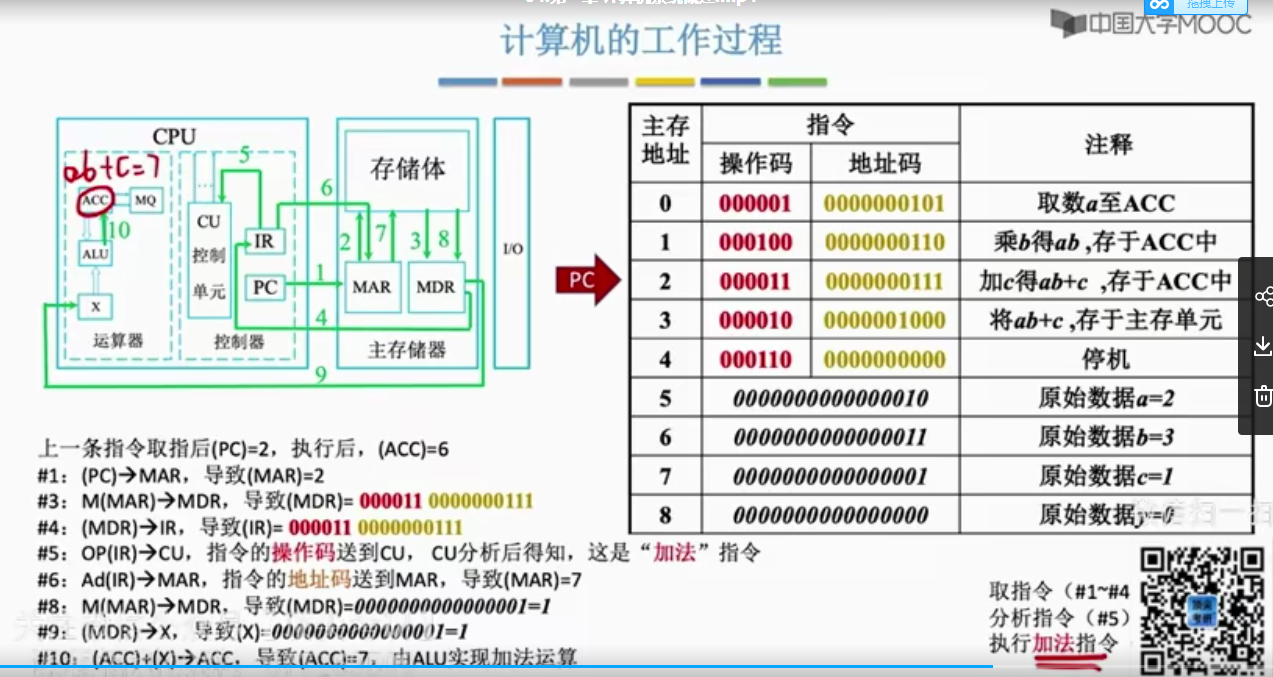 中国大学MOOC
拖拽上传
计算机的工作过程
CPU
ab+c=7
ACC
MQ
ALU
X
运算器
CU
控制
单元
IR
PC
控制器
存储体
MAR
MDR
主存储器
I/O
1
2
3
4
5
6
7
8
9
10
PC
主存地址 指令 注释
操作码 地址码
0 000001 0000000101 取数a至ACC
1 000100 0000000110 乘b得ab ,存于ACC中
2 000011 0000000111 加c得ab+c ,存于ACC中
3 000010 0000001000 将ab+c ,存于主存单元
4 000110 0000000000 停机
5 0000000000000010 原始数据a=2
6 0000000000000011 原始数据b=3
7 0000000000000001 原始数据c=1
8 0000000000000000 原始数据y=0
上一条指令取指后(PC)=2，执行后，(ACC)=6
#1：(PC)→MAR，导致(MAR)=2
#3：M(MAR)→MDR，导致(MDR)= 000011 0000000111
#4：(MDR)→IR，导致(IR)= 000011 0000000111
#5：OP(IR)→CU，指令的操作码送到CU， CU分析后得知，这是“加法”指令
#6：Ad(IR)→MAR，指令的地址码送到MAR，导致(MAR)=7
#8：M(MAR)→MDR，导致(MDR)=0000000000000001=1
#9：(MDR)→X，导致(X)=0000000000000001=1
#10：(ACC)+(X)→ACC，导致(ACC)=7，由ALU实现加法运算
取指令（#1~#4
分析指令（#5）
执行加法指令